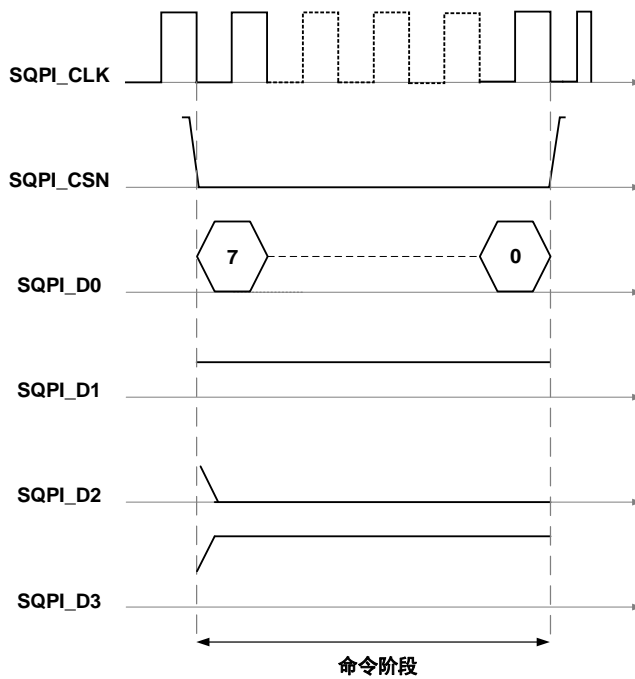 SQPI_CLK
SQPI_CSN
7 0
SQPI_D0
SQPI_D1
SQPI_D2
SQPI_D3
命令阶段